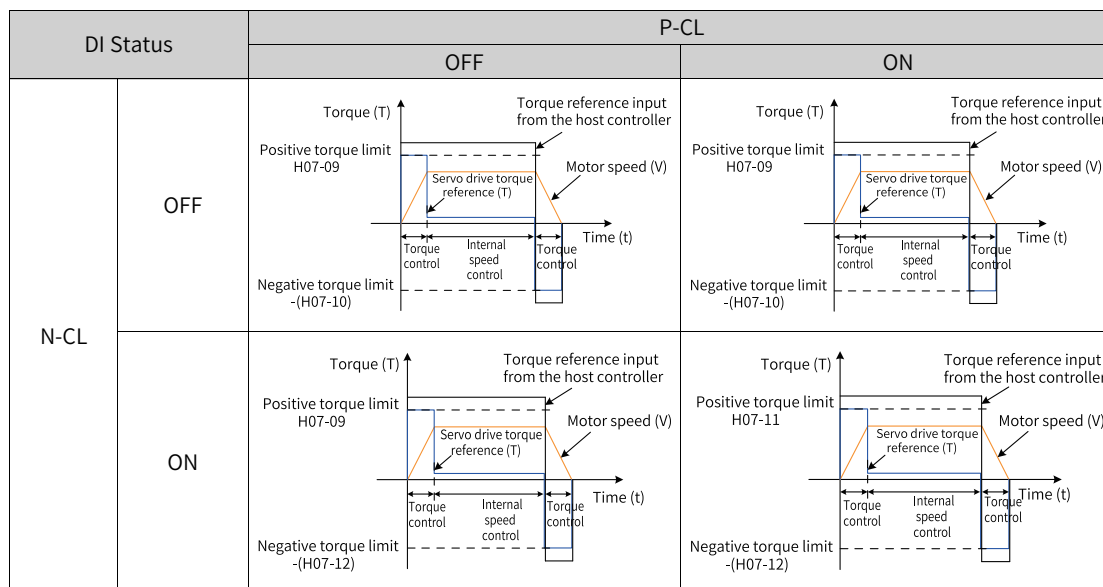 DI Status
P-CL
OFF
ON
N-CL
OFF
Torque (T)
Torque reference input
from the host controller
Positive torque limit
H07-09
Motor speed (V)
Servo drive torque
reference (T)
Time (t)
Torque
control
Internal
speed
control
Torque
control
Negative torque limit
-(H07-10)
Torque (T)
Torque reference input
from the host controller
Positive torque limit
H07-09
Motor speed (V)
Servo drive torque
reference (T)
Time (t)
Torque
control
Internal
speed
control
Torque
control
Negative torque limit
-(H07-10)
ON
Torque (T)
Torque reference input
from the host controller
Positive torque limit
H07-09
Motor speed (V)
Servo drive torque
reference (T)
Time (t)
Torque
control
Internal
speed
control
Torque
control
Negative torque limit
-(H07-12)
Torque (T)
Torque reference input
from the host controller
Positive torque limit
H07-11
Motor speed (V)
Servo drive torque
reference (T)
Time (t)
Torque
control
Internal
speed
control
Torque
control
Negative torque limit
-(H07-12)